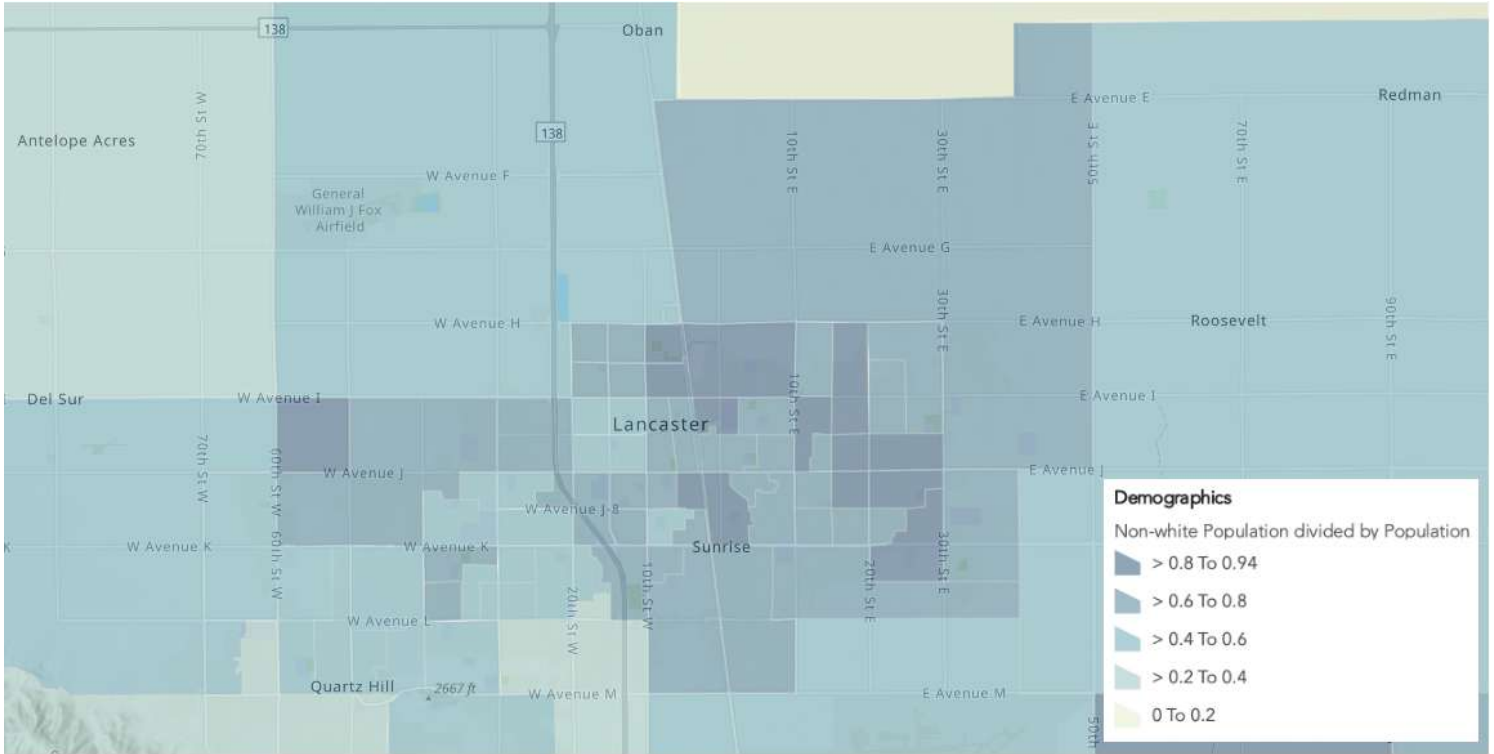 138
Oban
E Avenue E
Redman
Antelope Acres
70th St W
138
10th St E
30th St E
50th St E
70th St E
W Avenue F
General
William J Fox
Airfield
E Avenue G
W Avenue H
30th St E
E Avenue H
Roosevelt
90th St E
Del Sur
W Avenue I
10th St E
E Avenue I
Lancaster
70th St W
60th St W
W Avenue J
E Avenue J
W Avenue J-8
K
W Avenue K
60th St W
W Avenue K
Sunrise
20th St E
30th St E
20th St W
10th St W
W Avenue L
Quartz Hill
2667 ft
W Avenue M
E Avenue M
50th
Demographics
Non-white Population divided by Population
> 0.8 To 0.94
> 0.6 To 0.8
> 0.4 To 0.6
> 0.2 To 0.4
0 To 0.2